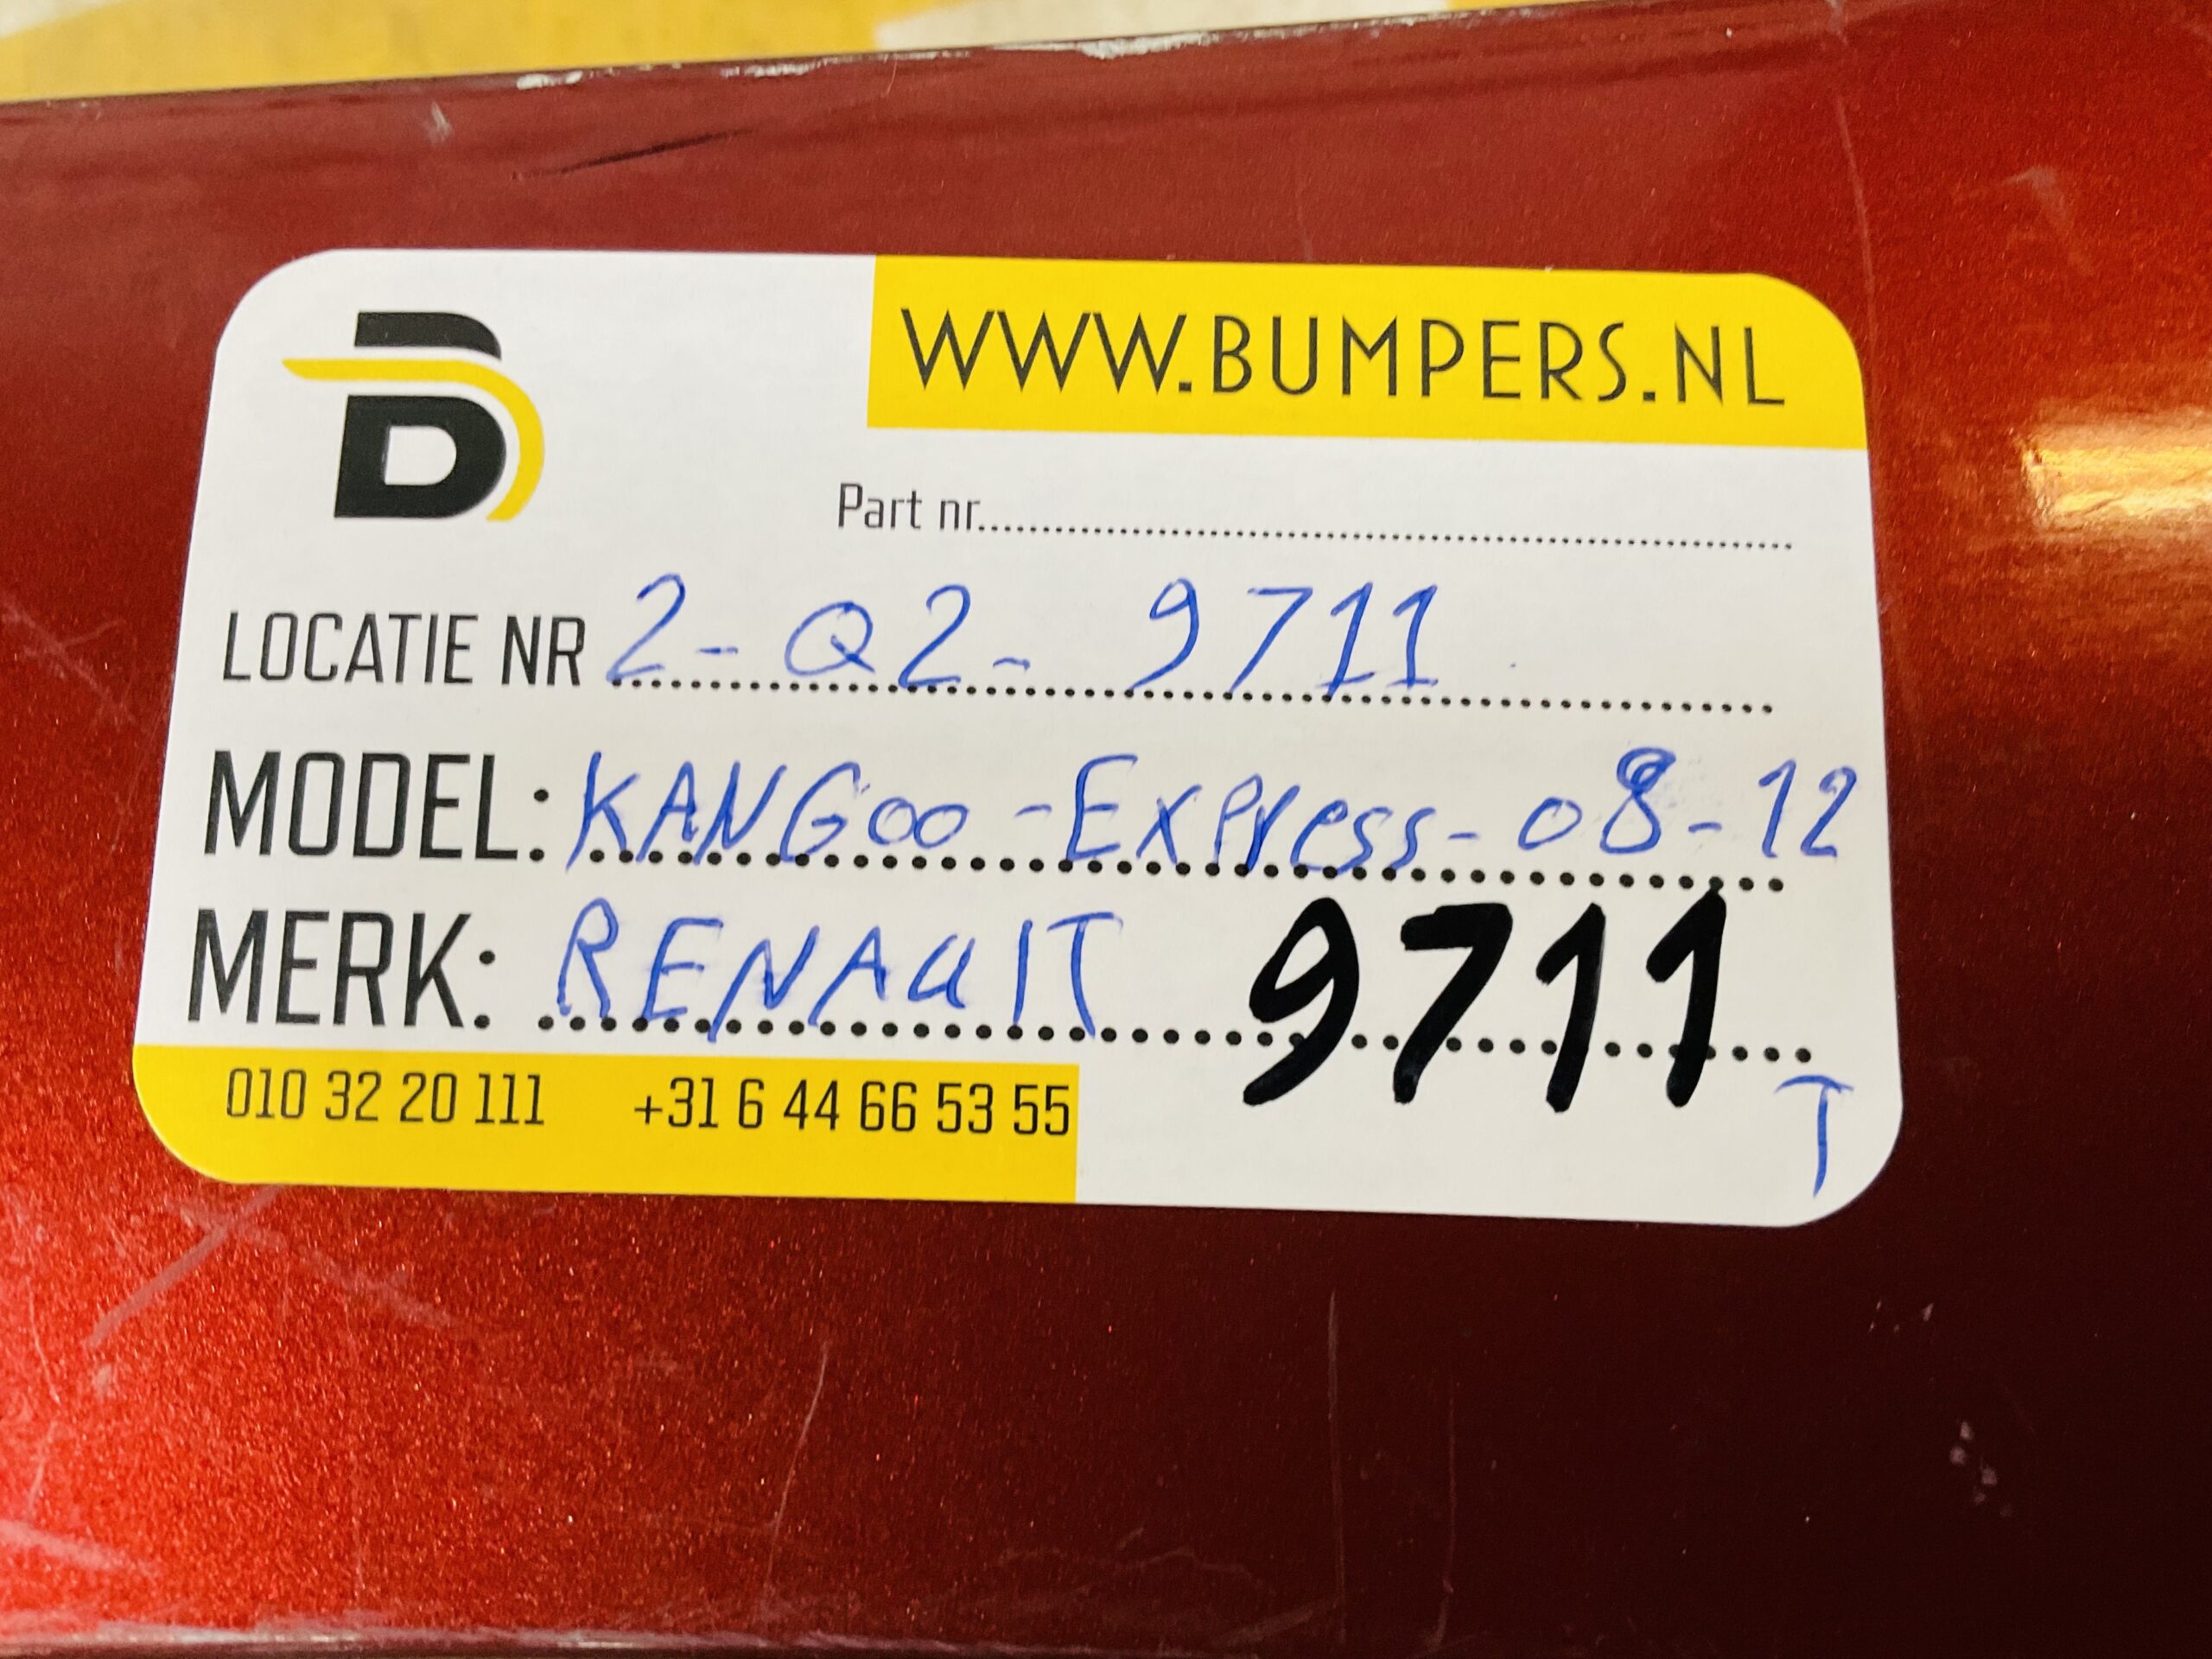 B
WWW.BUMPERS.NL
Part nr.
LOCATIE NR 2-Q2-9711
MODEL: KANGoo-Express-08-12
MERK: RENAuIT 9711
010 32 20 111 +31 6 44 66 53 55
T